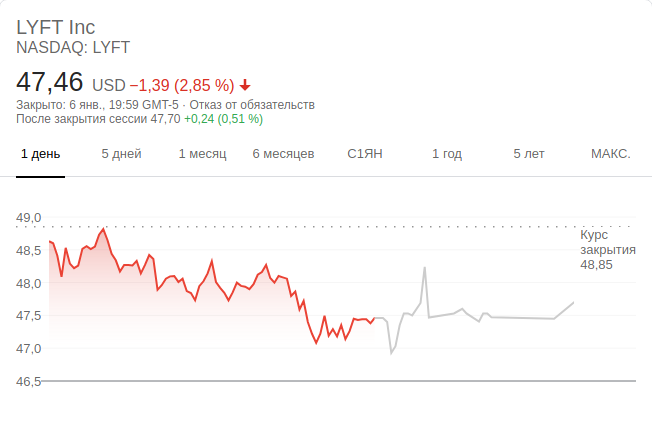 LYFT Inc
NASDAQ: LYFT
47,46 USD −1,39 (2,85 %)
Закрыто: 6 янв., 19:59 GMT-5 · Отказ от обязательств
После закрытия сессии 47,70 +0,24 (0,51 %)
1 день 5 дней 1 месяц 6 месяцев С1ЯН 1 год 5 лет МАКС.
49,0
Курс
закрытия
48,85
48,5
48,0
47,5
47,0
46,5